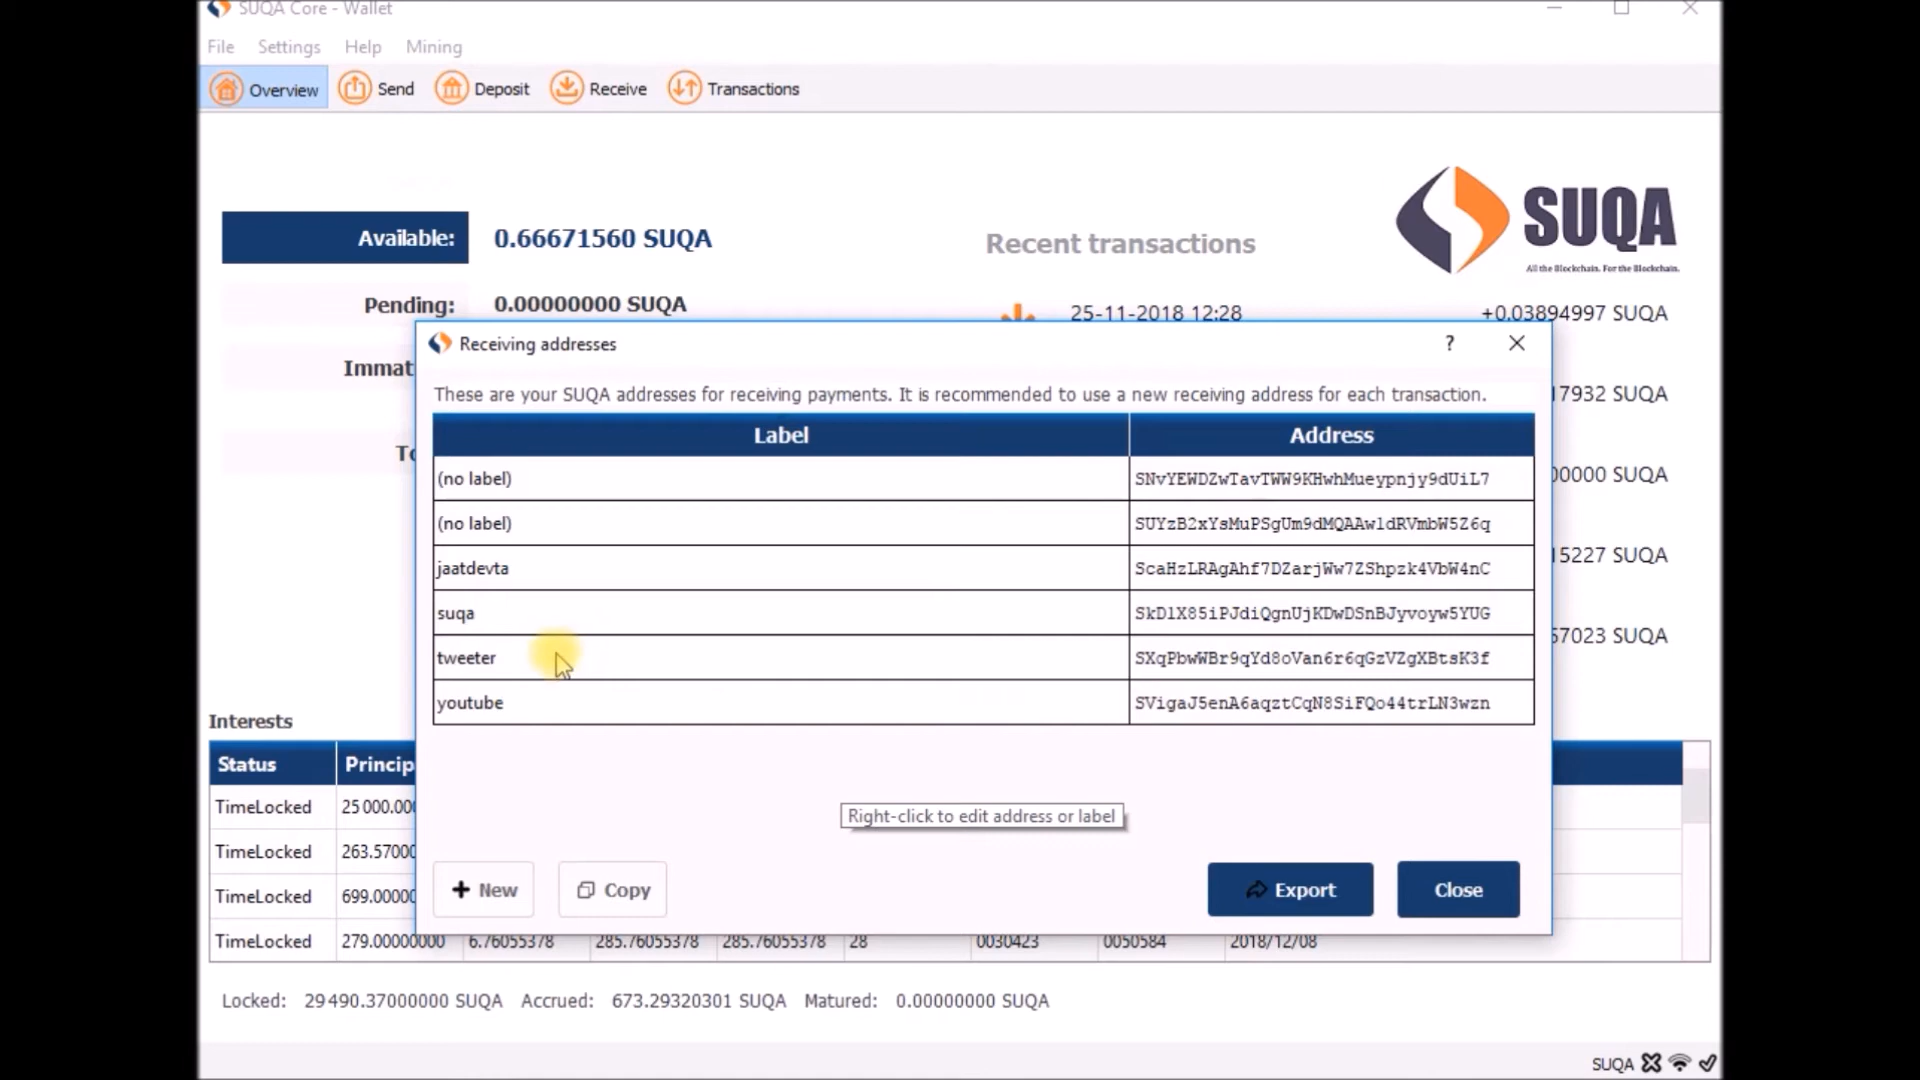 SUQA Core - Wallet
File Settings Help Mining
Overview Send Deposit Receive Transactions
SUQA
All the Blockchain. For the Blockchain.
Available: 0.66671560 SUQA
Recent transactions
Pending: 0.00000000 SUQA
25-11-2018 12:28 +0.03894997 SUQA
Receiving addresses ?
These are your SUQA addresses for receiving payments. It is recommended to use a new receiving address for each transaction.
17932 SUQA
Label Address
(no label) SNvYEWDZwTavTWW9KHwhMueypnjy9dUiL7
00000 SUQA
(no label) SUYzB2xYsMuPSgUm9dMQAAw1dRVmbW5Z6q
15227 SUQA
jaatdevta ScaHzLRAgAhf7DZarjWw7ZShpzk4VbW4nC
suqa SkD1X85iPJdiQgnUjKDwDSnBJyvoyw5YUG
57023 SUQA
tweeter SXqPbwWBr9qYd8oVan6r6qGzVZgXBtsK3f
youtube SVigaJ5enA6aqztCqN8SiFQo44trLN3wzn
Interests
Status Princip
TimeLocked 25 000.00
Right-click to edit address or label
TimeLocked 263.5700
TimeLocked 699.0000
New Copy Export Close
TimeLocked 279.00000000 6.76055378 285.76055378 285.76055378 28 0030423 0050584 2018/12/08
Locked: 29 490.37000000 SUQA Accrued: 673.29320301 SUQA Matured: 0.00000000 SUQA
SUQA